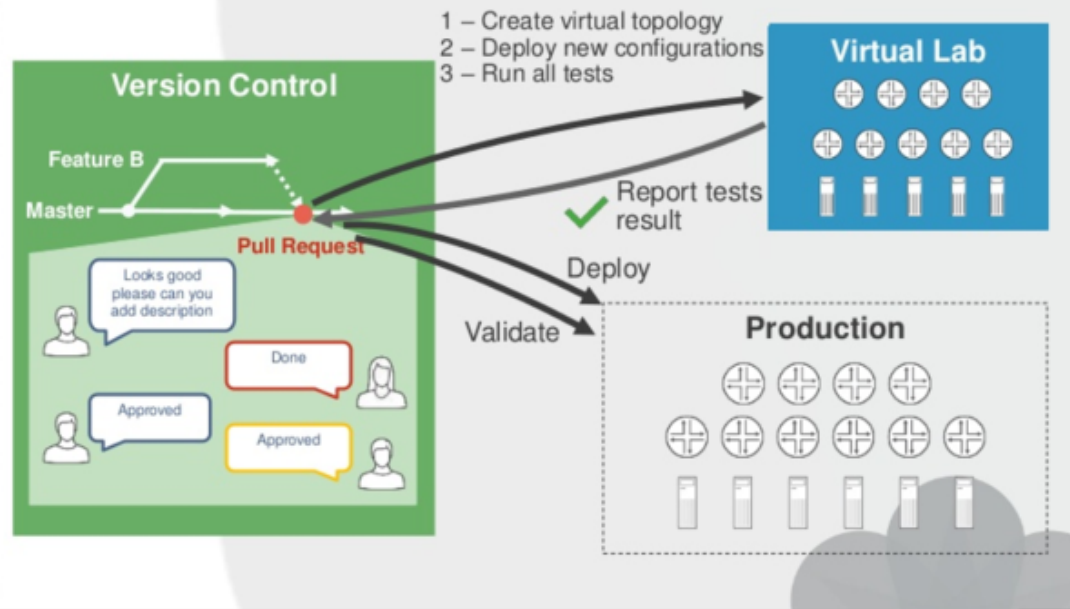 1 – Create virtual topology
2 – Deploy new configurations
3 – Run all tests
Version Control
Virtual Lab
Feature B
Master
Pull Request
Report tests
result
Looks good
please can you
add description
Done
Approved
Approved
Deploy
Validate
Production